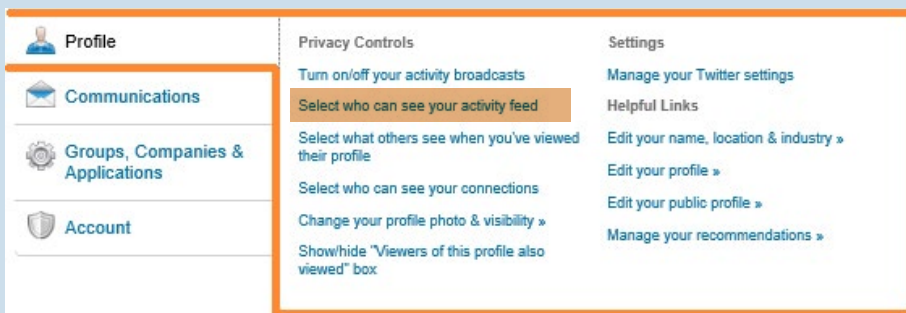 Profile
Communications
Groups, Companies &
Applications
Account
Privacy Controls
Turn on/off your activity broadcasts
Select who can see your activity feed
Select what others see when you've viewed
their profile
Select who can see your connections
Change your profile photo & visibility »
Show/hide "Viewers of this profile also
viewed" box
Settings
Manage your Twitter settings
Helpful Links
Edit your name, location & industry »
Edit your profile »
Edit your public profile »
Manage your recommendations »